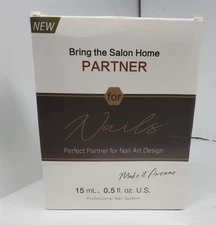 NEW
Bring the Salon Home
PARTNER
for
Nails
Perfect Partner for Nail Art Design
Make it Awesome
15 mL. 0.5 fl. oz. U.S.
Professional Nail System